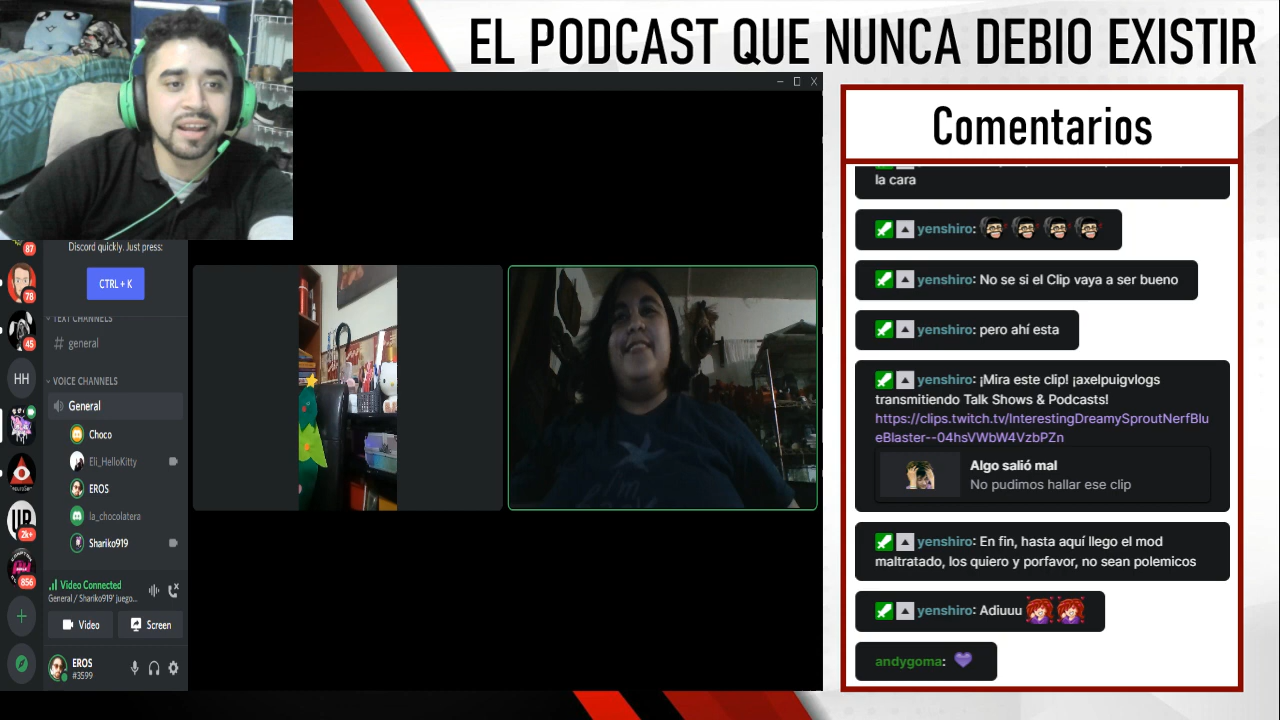 EL PODCAST QUE NUNCA DEBIO EXISTIR
Comentarios
la cara
yenshiro:
yenshiro: No se si el Clip vaya a ser bueno
yenshiro: pero ahí esta
yenshiro: ¡Mira este clip! ¡axelpuigvlogs
transmitiendo Talk Shows & Podcasts!
https://clips.twitch.tv/InterestingDreamySproutNerfBlu
eBlaster--04hsVWbW4VzbPZn
Algo salió mal
No pudimos hallar ese clip
yenshiro: En fin, hasta aquí llego el mod
maltratado, los quiero y porfavor, no sean polemicos
yenshiro: Adiuuu
andygoma:
Discord quickly. Just press:
CTRL + K
TEXT CHANNELS
# general
VOICE CHANNELS
General
Choco
Eli_HelloKitty
EROS
la_chocolatera
Shariko919
Video Connected
General / Shariko919' juego...
Video
Screen
EROS
#3599
87
78
45
HH
2k+
856